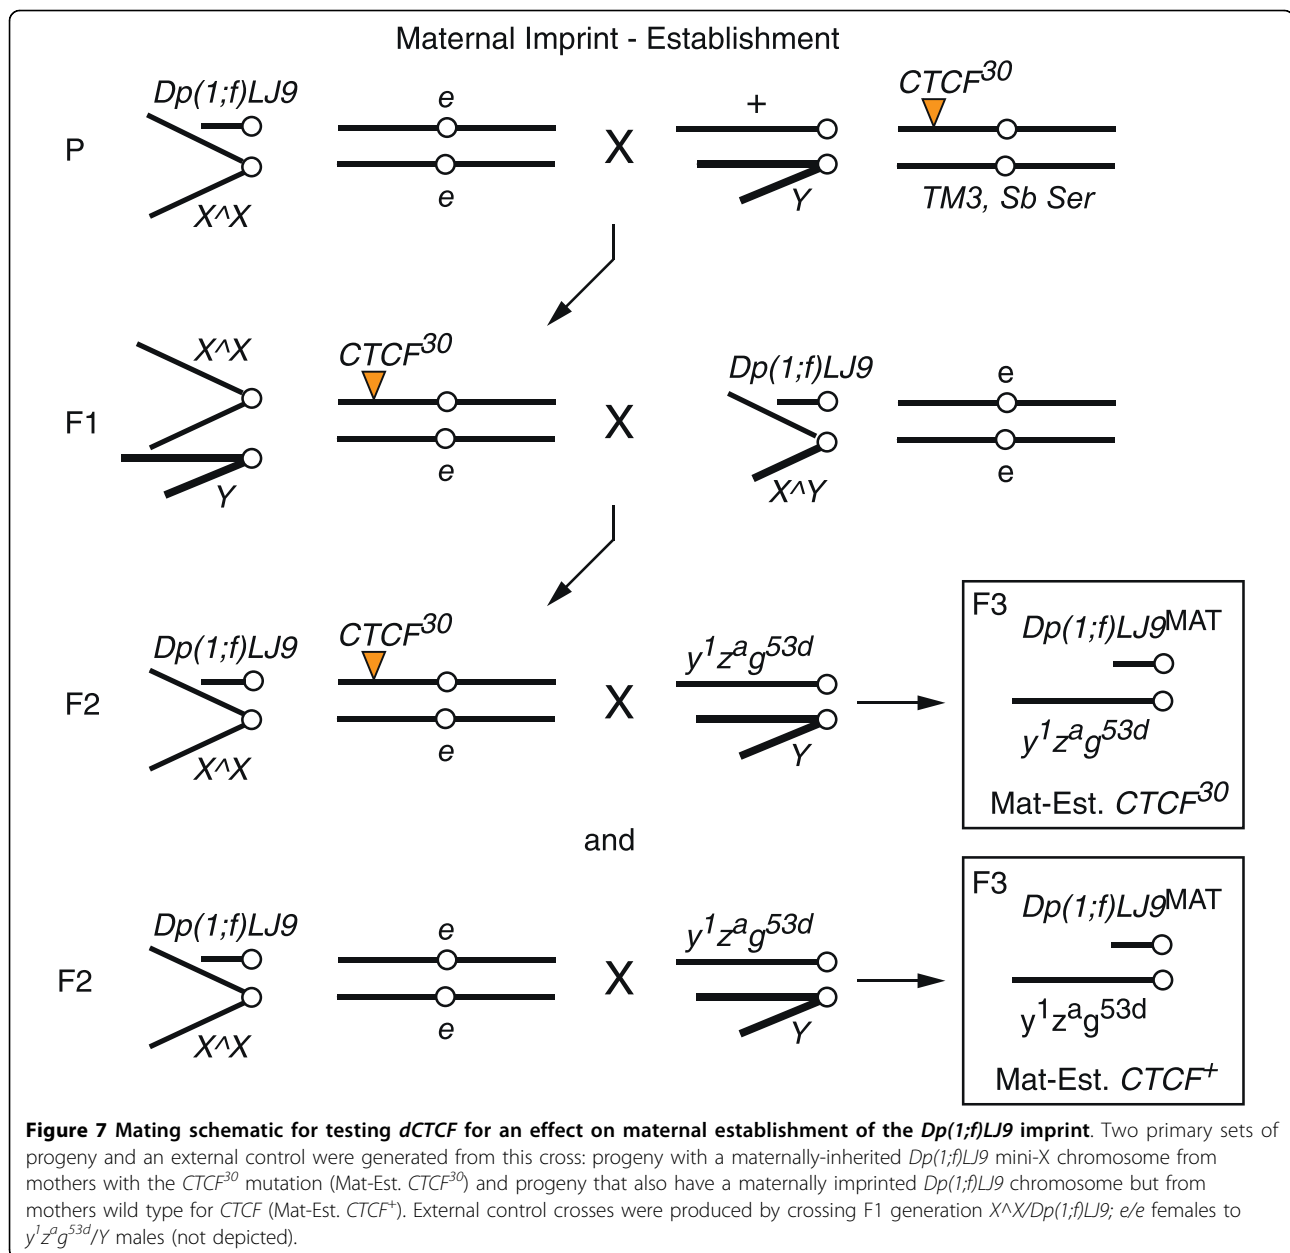 Maternal Imprint - Establishment
Dp(1;f)LJ9 e + CTCF³⁰
P X
X^X e Y TM3, Sb Ser
X^X CTCF³⁰ Dp(1;f)LJ9 e
F1 X
Y e X^Y e
Dp(1;f)LJ9 CTCF³⁰ y¹zᵃg⁵³ᵈ F3 Dp(1;f)LJ9ᴹᴬᵀ
F2 X
X^X e Y y¹zᵃg⁵³ᵈ
Mat-Est. CTCF³⁰
and
Dp(1;f)LJ9 e y¹zᵃg⁵³ᵈ F3 Dp(1;f)LJ9ᴹᴬᵀ
F2 X
X^X e Y y¹zᵃg⁵³ᵈ
Mat-Est. CTCF⁺
Figure 7 Mating schematic for testing dCTCF for an effect on maternal establishment of the Dp(1;f)LJ9 imprint. Two primary sets of
progeny and an external control were generated from this cross: progeny with a maternally-inherited Dp(1;f)LJ9 mini-X chromosome from
mothers with the CTCF³⁰ mutation (Mat-Est. CTCF³⁰) and progeny that also have a maternally imprinted Dp(1;f)LJ9 chromosome but from
mothers wild type for CTCF (Mat-Est. CTCF⁺). External control crosses were produced by crossing F1 generation X^X/Dp(1;f)LJ9; e/e females to
y¹zᵃg⁵³ᵈ/Y males (not depicted).